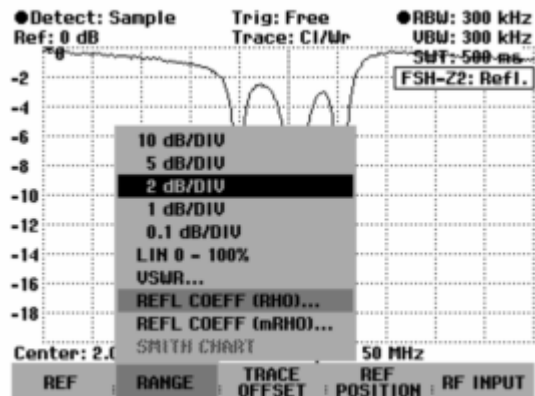 ●Detect: Sample Trig: Free ●RBW: 300 kHz
Ref: 0 dB Trace: Cl/Wr VBW: 300 kHz
SWT: 500 ms
FSH-Z2: Refl.
-2
-4
-6
-8
-10
-12
-14
-16
-18
10 dB/DIV
5 dB/DIV
2 dB/DIV
1 dB/DIV
0.1 dB/DIV
LIN 0 - 100%
VSWR...
REFL COEFF (RHO)...
REFL COEFF (mRHO)...
SMITH CHART
Center: 2.0 50 MHz
REF RANGE TRACE OFFSET REF POSITION RF INPUT